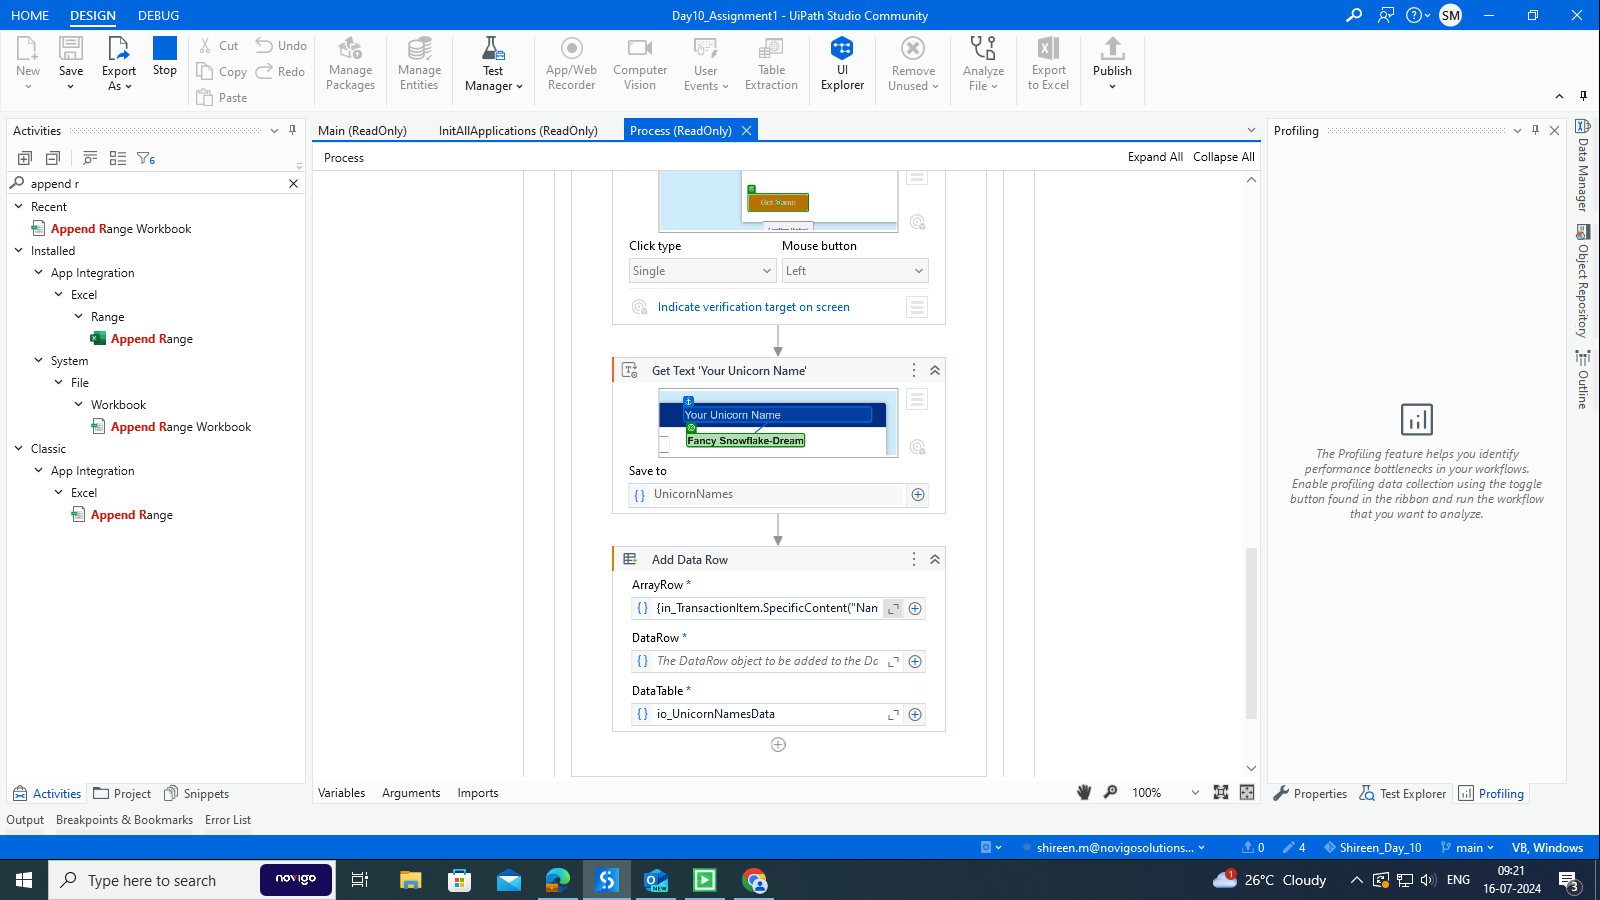 HOME DESIGN DEBUG
Day10_Assignment1 - UiPath Studio Community
SM
New
Save
Export As
Stop
Cut
Copy
Paste
Undo
Redo
Manage Packages
Manage Entities
Test Manager
App/Web Recorder
Computer Vision
User Events
Table Extraction
UI Explorer
Remove Unused
Analyze File
Export to Excel
Publish
Activities
6
append r
Recent
Append Range Workbook
Installed
App Integration
Excel
Range
Append Range
System
File
Workbook
Append Range Workbook
Classic
App Integration
Excel
Append Range
Activities Project Snippets
Main (ReadOnly) InitAllApplications (ReadOnly) Process (ReadOnly)
Process
Expand All Collapse All
Get Name
Click type Mouse button
Single Left
Indicate verification target on screen
Get Text 'Your Unicorn Name'
Your Unicorn Name
Fancy Snowflake-Dream
Save to
{ } UnicornNames
Add Data Row
ArrayRow *
{ } {in_TransactionItem.SpecificContent("Nan
DataRow *
{ } The DataRow object to be added to the Da
DataTable *
{ } io_UnicornNamesData
Variables Arguments Imports
100%
Profiling
The Profiling feature helps you identify
performance bottlenecks in your workflows.
Enable profiling data collection using the toggle
button found in the ribbon and run the workflow
that you want to analyze.
Properties Test Explorer Profiling
Data Manager
Object Repository
Outline
Output Breakpoints & Bookmarks Error List
shireen.m@novigosolutions... 0 4 Shireen_Day_10 main VB, Windows
Type here to search
novigo
NEW
1
26°C Cloudy
ENG
09:21
16-07-2024
3